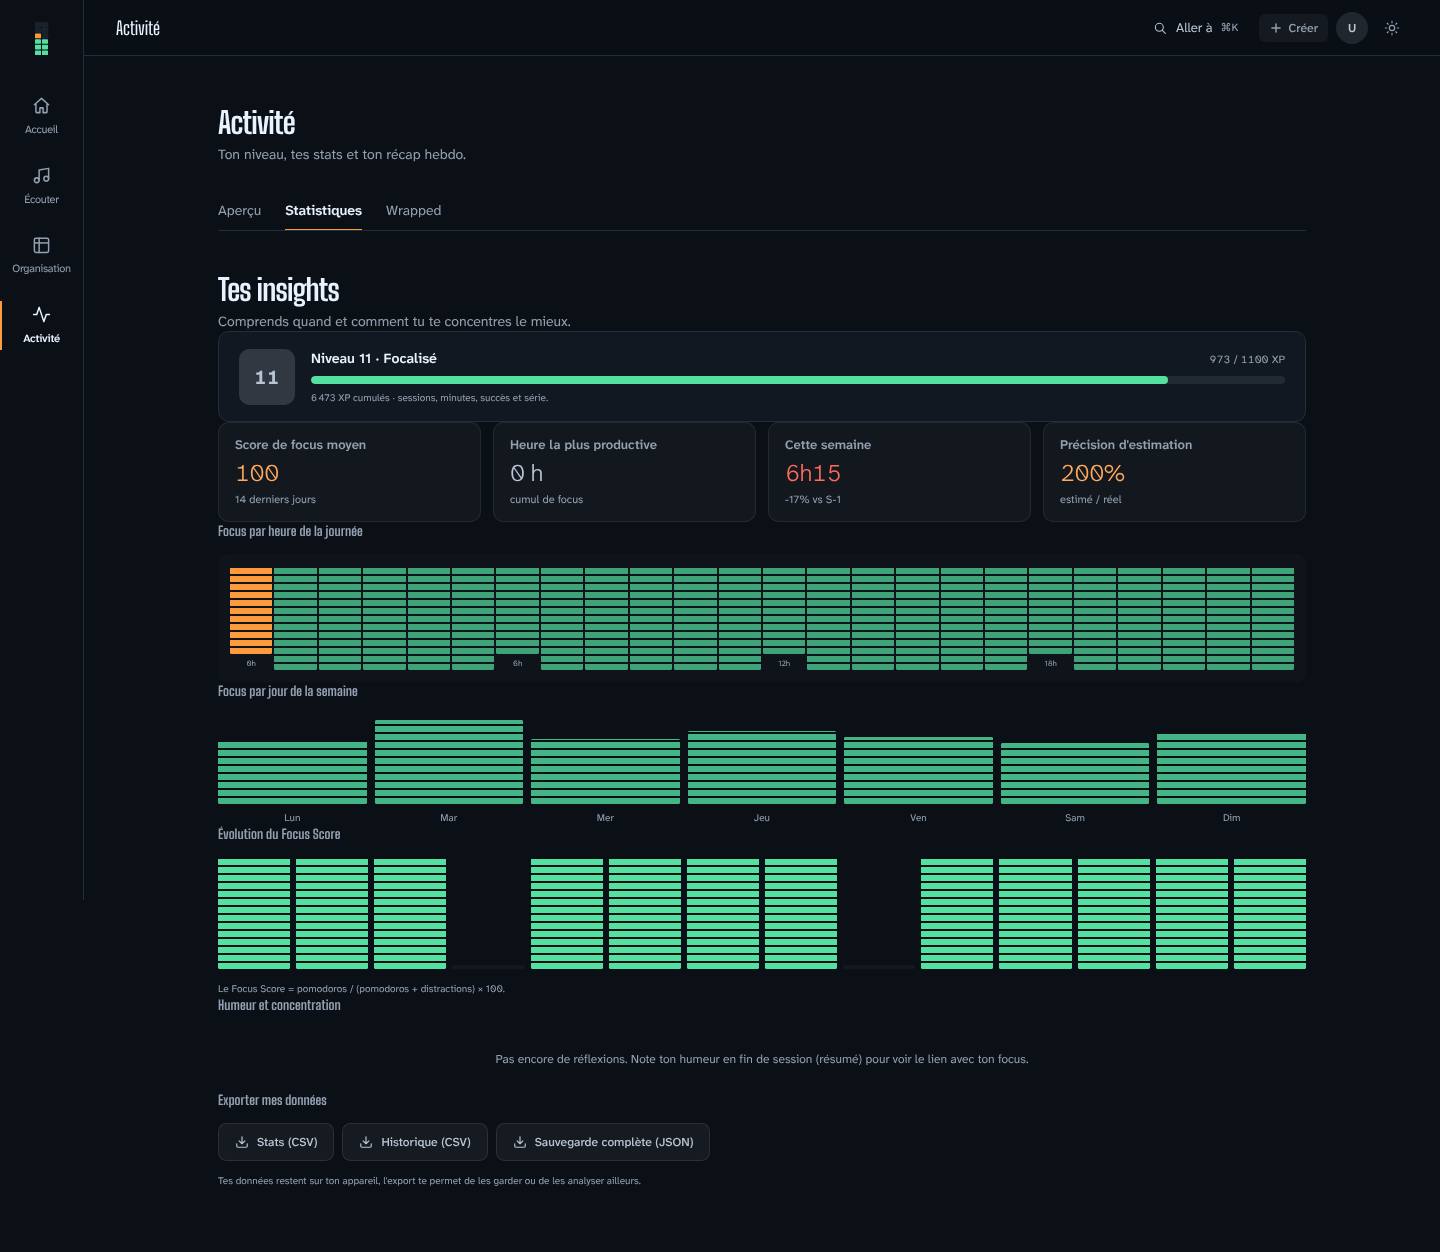 Activité
Aller à ⌘K
Créer
U
Accueil
Écouter
Organisation
Activité
Activité
Ton niveau, tes stats et ton récap hebdo.
Aperçu
Statistiques
Wrapped
Tes insights
Comprends quand et comment tu te concentres le mieux.
11
Niveau 11 · Focalisé
973 / 1100 XP
6 473 XP cumulés · sessions, minutes, succès et série.
Score de focus moyen
100
14 derniers jours
Heure la plus productive
0 h
cumul de focus
Cette semaine
6h15
-17% vs S-1
Précision d'estimation
200%
estimé / réel
Focus par heure de la journée
0h
6h
12h
18h
Focus par jour de la semaine
Lun
Mar
Mer
Jeu
Ven
Sam
Dim
Évolution du Focus Score
Le Focus Score = pomodoros / (pomodoros + distractions) × 100.
Humeur et concentration
Pas encore de réflexions. Note ton humeur en fin de session (résumé) pour voir le lien avec ton focus.
Exporter mes données
Stats (CSV)
Historique (CSV)
Sauvegarde complète (JSON)
Tes données restent sur ton appareil, l'export te permet de les garder ou de les analyser ailleurs.